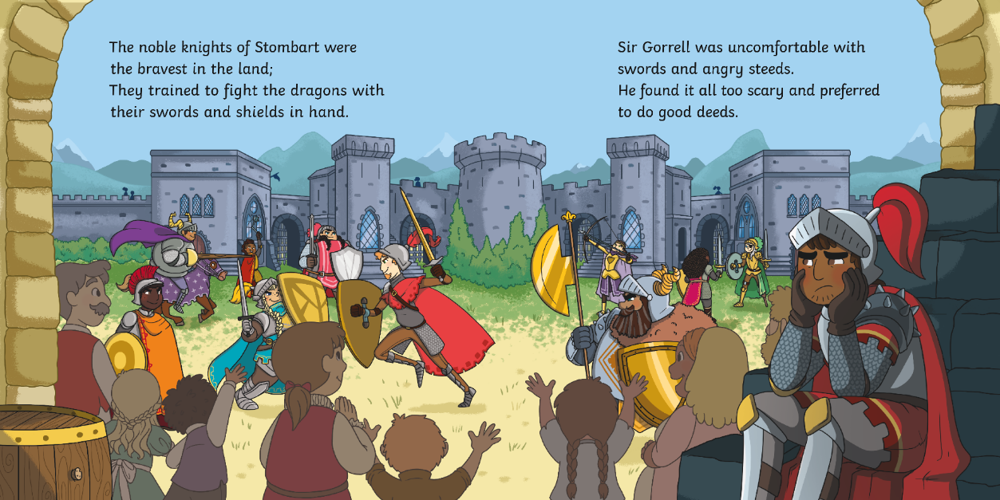 The noble knights of Stombart were
the bravest in the land;
They trained to fight the dragons with
their swords and shields in hand.
Sir Gorrell was uncomfortable with
swords and angry steeds.
He found it all too scary and preferred
to do good deeds.